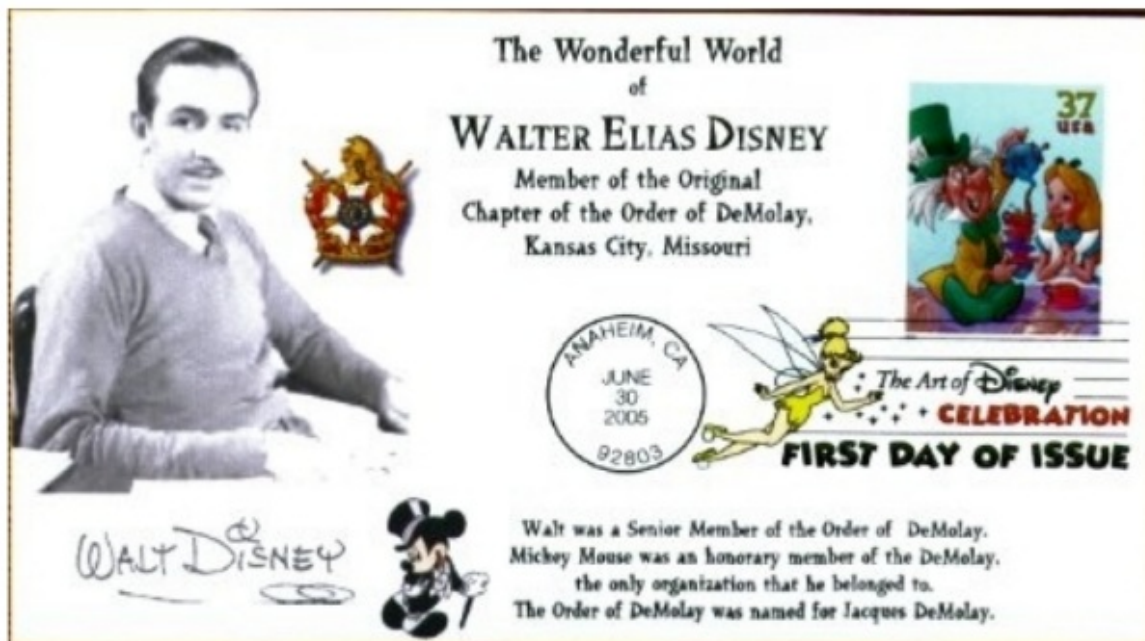 The Wonderful World
of
WALTER ELIAS DISNEY
Member of the Original
Chapter of the Order of DeMolay,
Kansas City, Missouri
37
USA
ANAHEIM, CA
JUNE
30
2005
92803
The Art of Disney
CELEBRATION
FIRST DAY OF ISSUE
WALT DISNEY
Walt was a Senior Member of the Order of DeMolay.
Mickey Mouse was an honorary member of the DeMolay,
the only organization that he belonged to.
The Order of DeMolay was named for Jacques DeMolay.